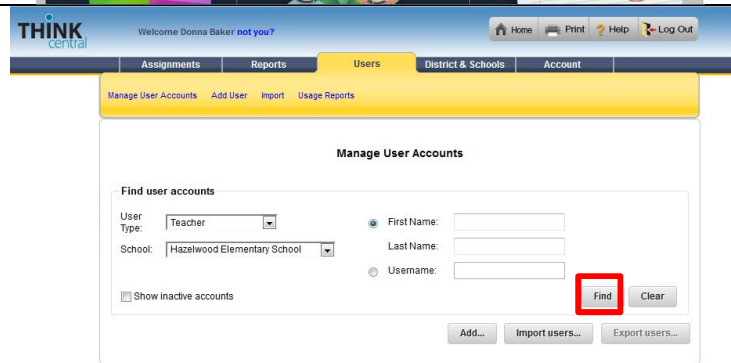 THINK central
Welcome Donna Baker not you?
Home Print Help Log Out
Assignments Reports Users District & Schools Account
Manage User Accounts Add User Import Usage Reports
Manage User Accounts
Find user accounts
User Type: Teacher
First Name:
School: Hazelwood Elementary School
Last Name:
Username:
Show inactive accounts
Find Clear
Add... Import users... Export users...